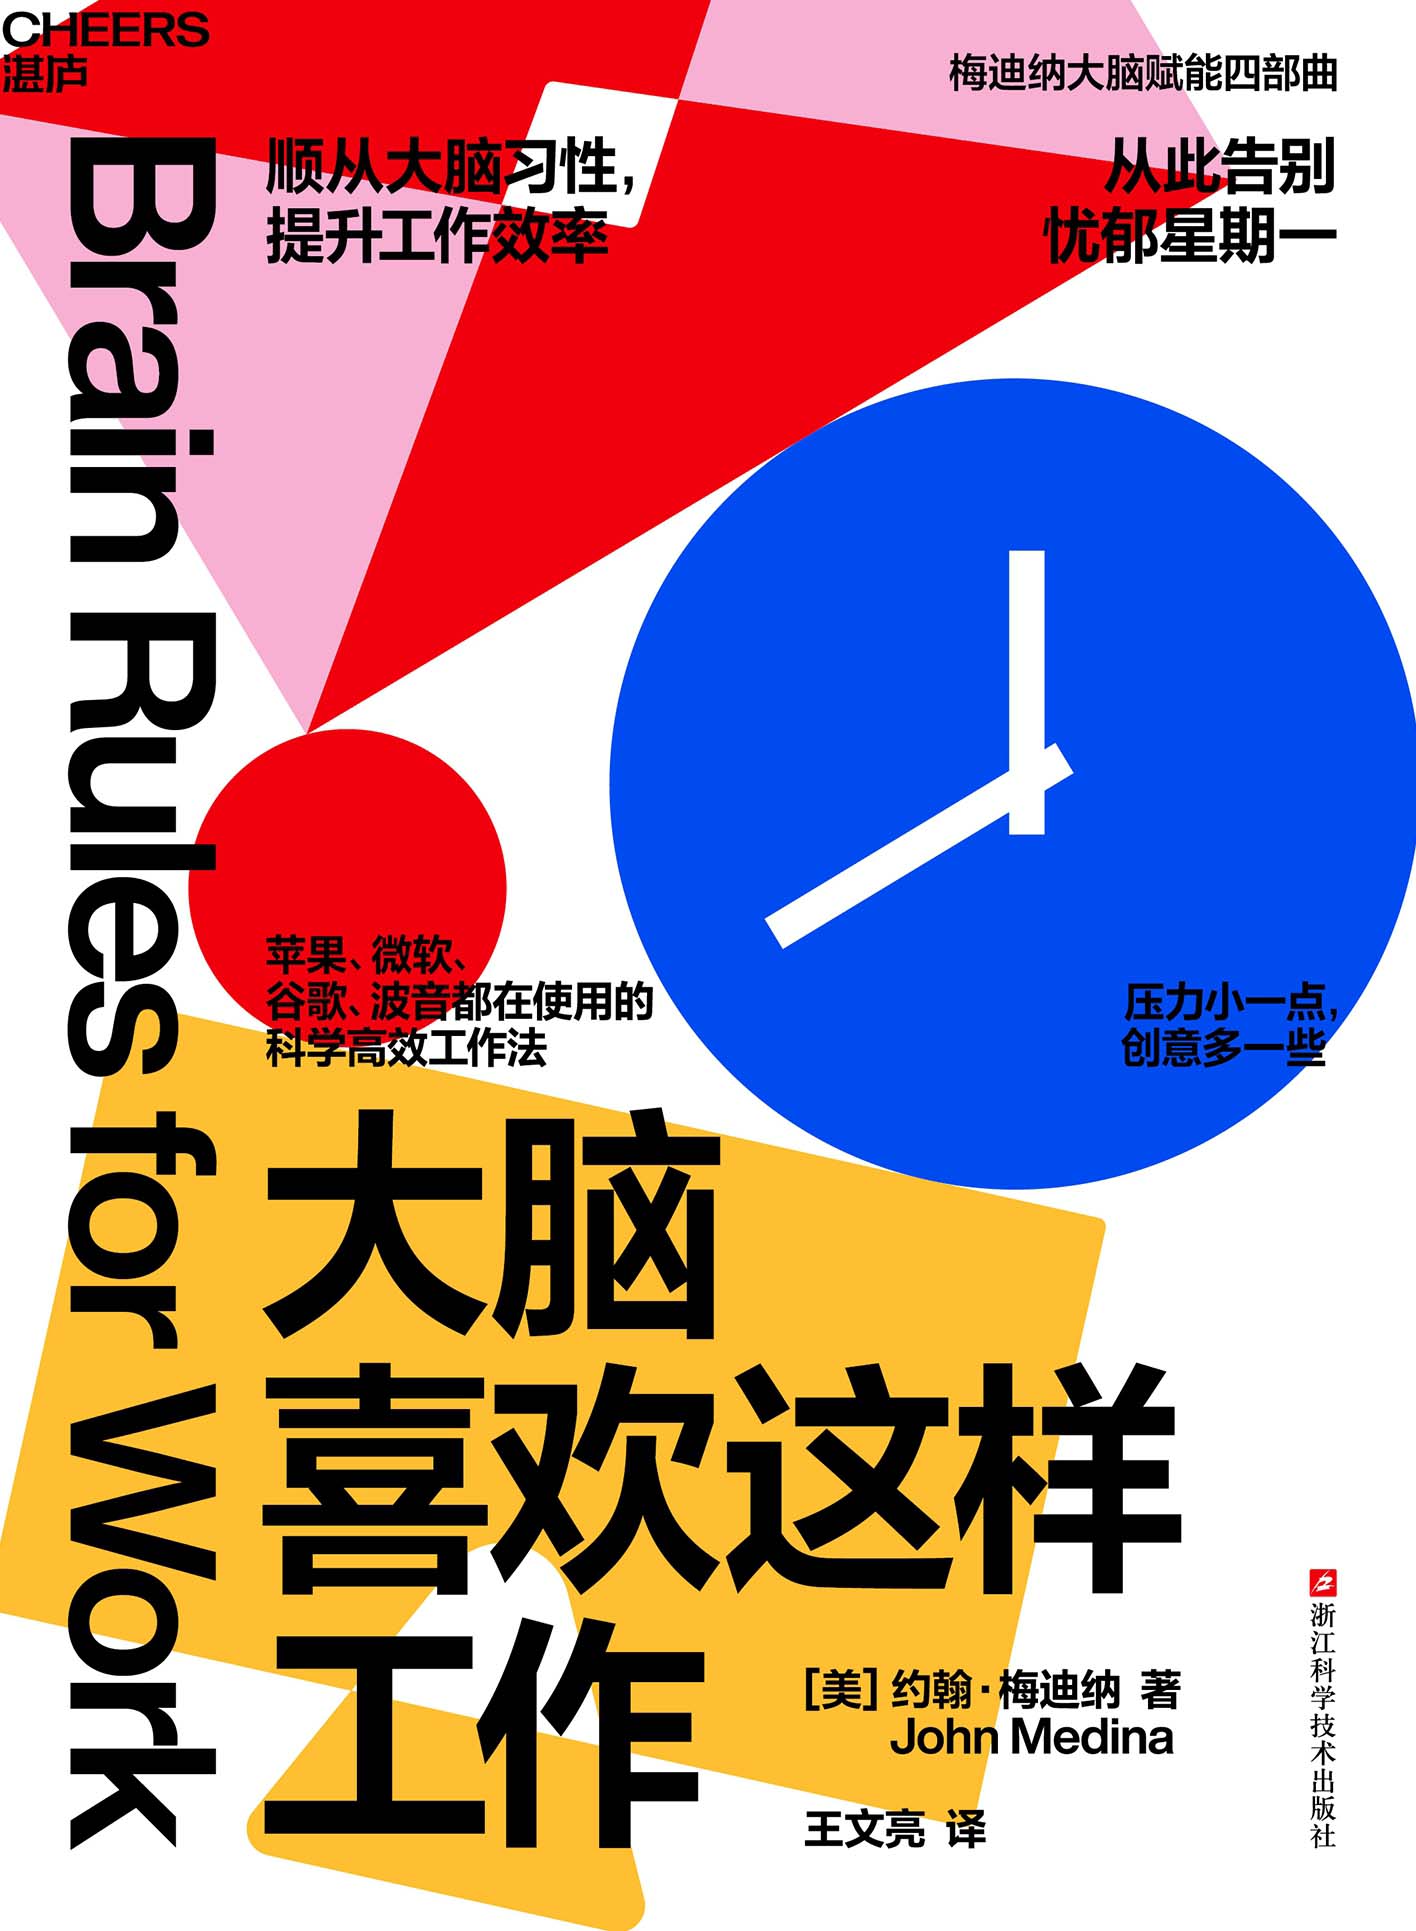 CHEERS
湛庐
梅迪纳大脑赋能四部曲
顺从大脑习性，
提升工作效率
从此告别
忧郁星期一
Brain Rules for Work
苹果、微软、
谷歌、波音都在使用的
科学高效工作法
压力小一点，
创意多一些
大脑
喜欢这样
工作
[美] 约翰·梅迪纳 著
John Medina
王文亮 译
浙江科学技术出版社